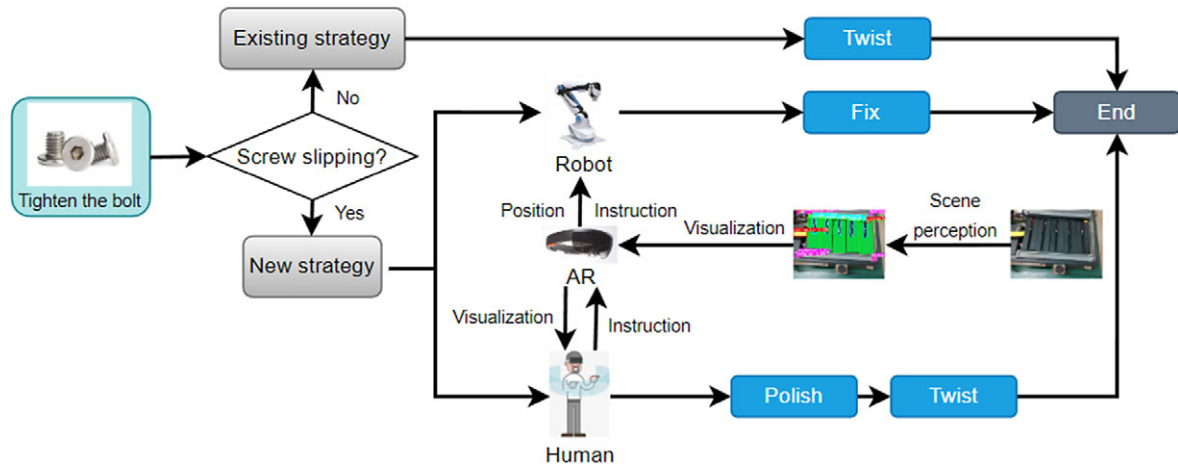 Existing strategy
Twist
No
Fix
End
Screw slipping?
Robot
Tighten the bolt
Yes
Position
Instruction
Scene
perception
Visualization
New strategy
AR
Visualization
Instruction
Polish
Twist
Human